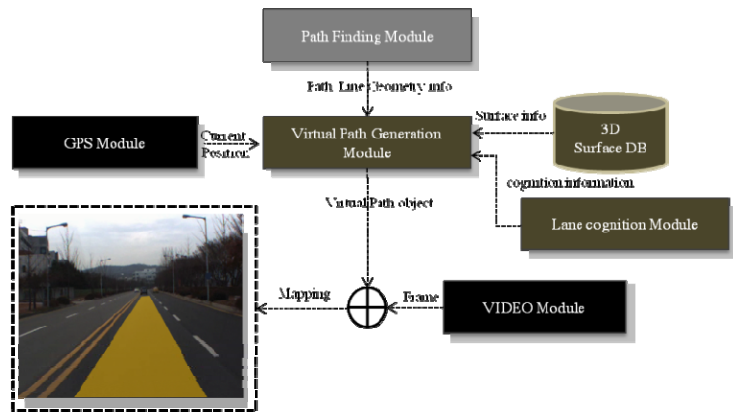 Path Finding Module
Path Line Geometry info
Surface info
3D
Surface DB
GPS Module
Current
Position
Virtual Path Generation
Module
cognition information
Virtual Path object
Lane cognition Module
Mapping
Frame
VIDEO Module